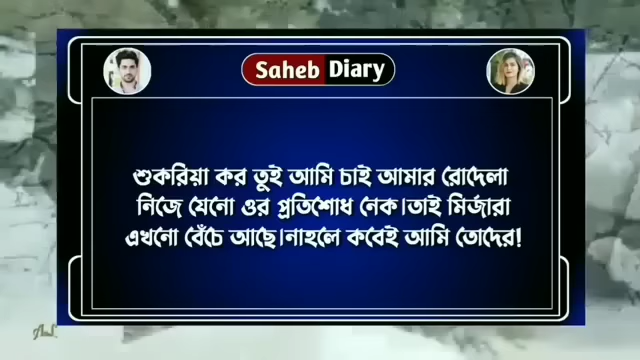 Saheb Diary
শুকরিয়া কর তুই আমি চাই আমার রোদেলা
নিজে যেনো ওর প্রতিশোধ নেক।তাই মির্জারা
এখনো বেঁচে আছে।নাহলে কবেই আমি তোদের!